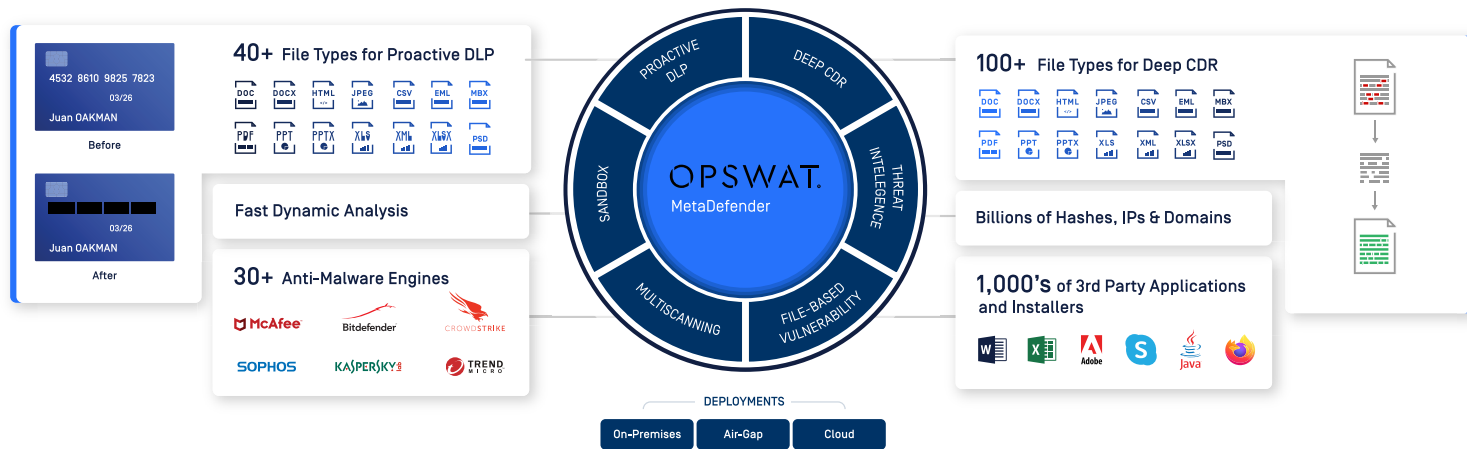 4532 8610 9825 7823
03/26
Juan OAKMAN
Before
03/26
Juan OAKMAN
After
40+ File Types for Proactive DLP
DOC DOCX HTML JPEG CSV EML MBX
PDF PPT PPTX XLS XML XLSX PSD
Fast Dynamic Analysis
30+ Anti-Malware Engines
McAfee Bitdefender CROWDSTRIKE
SOPHOS KASPERSKY TREND
MICRO
PROACTIVE
DLP
DEEP CDR
THREAT
INTELEGENCE
FILE-BASED
VULNERABILITY
MULTISCANNING
SANDBOX
OPSWAT.
MetaDefender
DEPLOYMENTS
On-Premises Air-Gap Cloud
100+ File Types for Deep CDR
DOC DOCX HTML JPEG CSV EML MBX
PDF PPT PPTX XLS XML XLSX PSD
Billions of Hashes, IPs & Domains
1,000's of 3rd Party Applications
and Installers
W X Adobe S Java